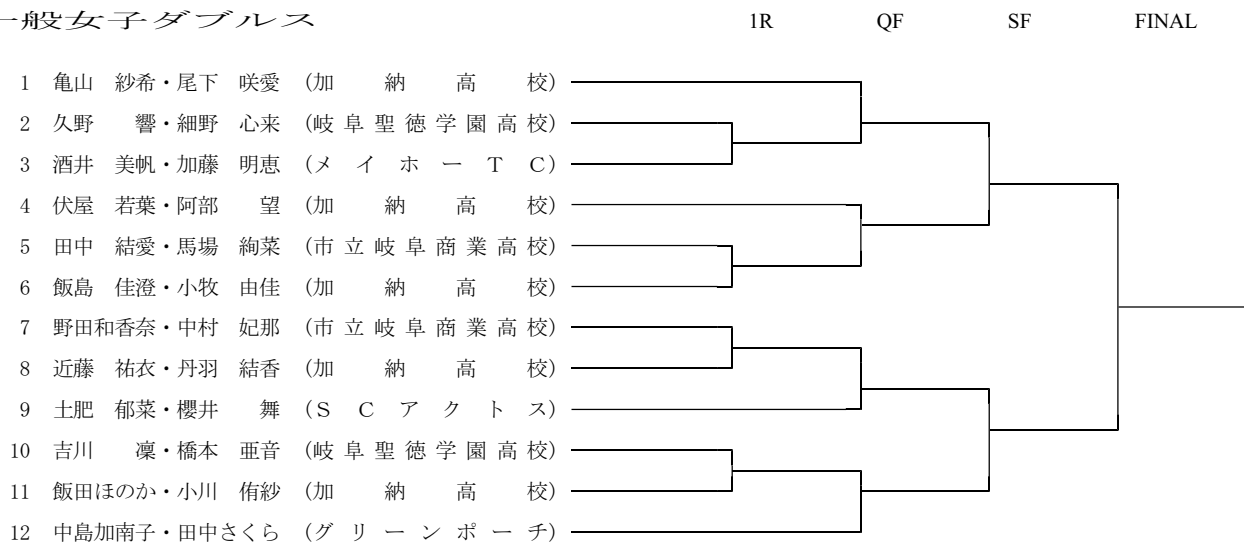 一般女子ダブルス 1R QF SF FINAL
1 亀山 紗希・尾下 咲愛 (加納高校)
2 久野 響・細野 心来 (岐阜聖徳学園高校)
3 酒井 美帆・加藤 明恵 (メイホーTC)
4 伏屋 若葉・阿部 望 (加納高校)
5 田中 結愛・馬場 絢菜 (市立岐阜商業高校)
6 飯島 佳澄・小牧 由佳 (加納高校)
7 野田和香奈・中村 妃那 (市立岐阜商業高校)
8 近藤 祐衣・丹羽 結香 (加納高校)
9 土肥 郁菜・櫻井 舞 (SCアクトス)
10 吉川 凜・橋本 亜音 (岐阜聖徳学園高校)
11 飯田ほのか・小川 侑紗 (加納高校)
12 中島加南子・田中さくら (グリーンポーチ)